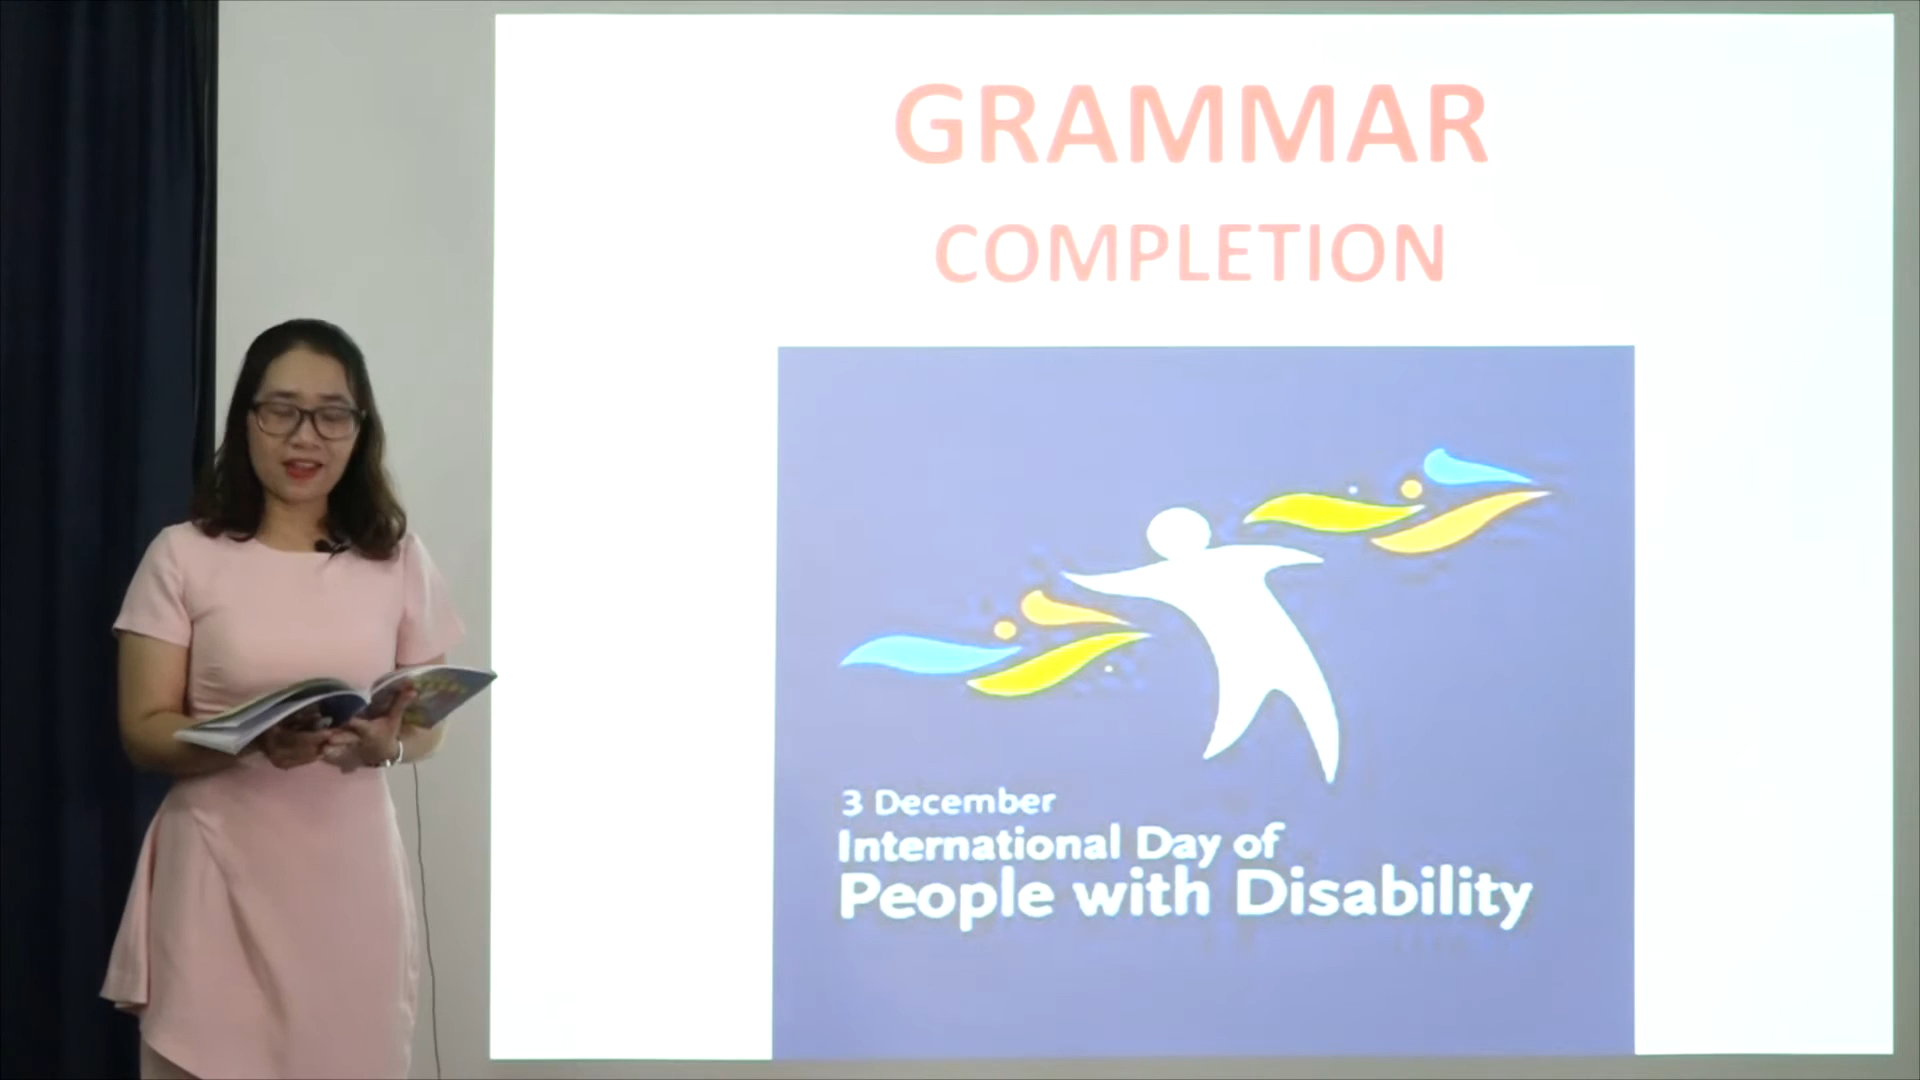 GRAMMAR
COMPLETION
3 December
International Day of
People with Disability